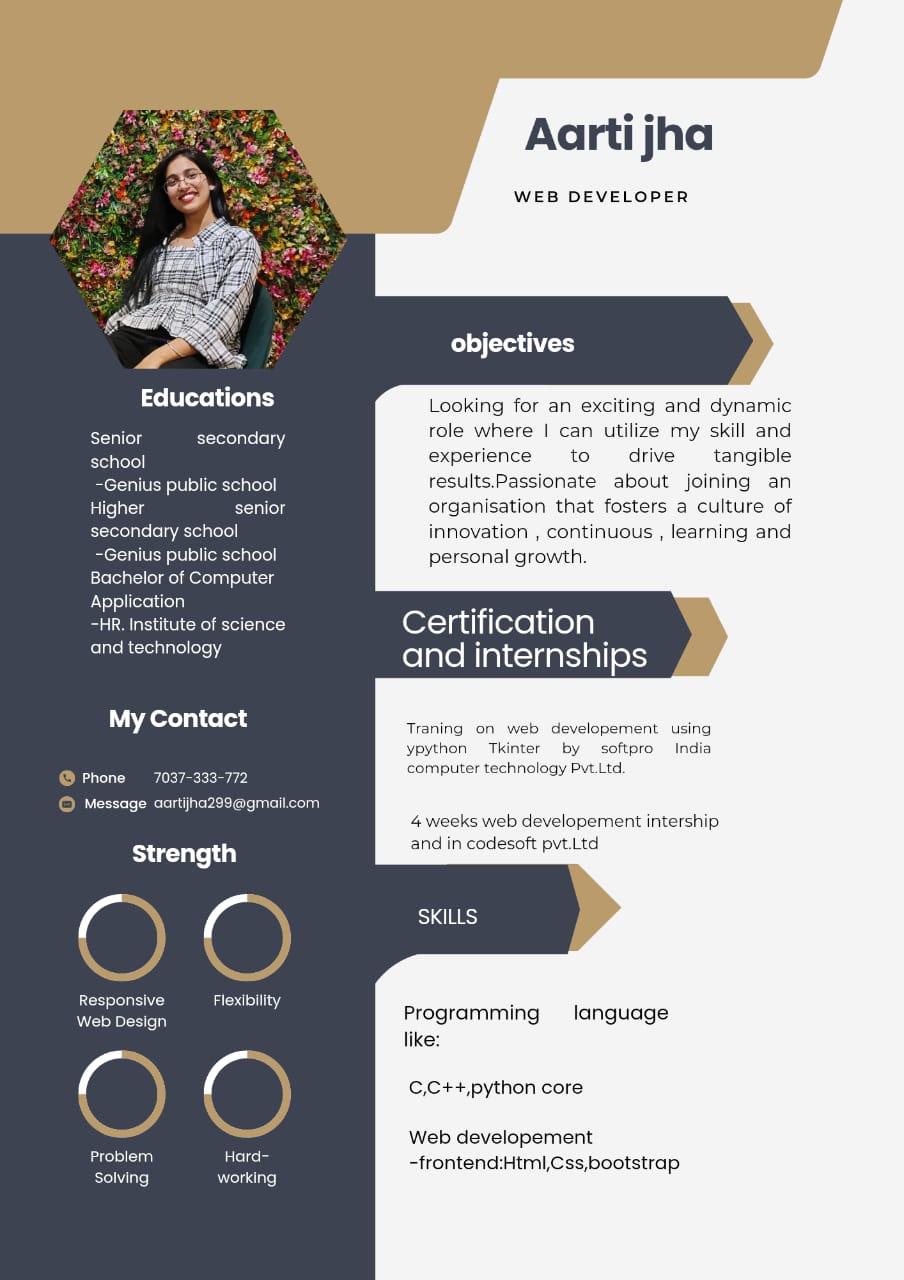 Aarti jha
WEB DEVELOPER
Educations
Senior secondary
school
-Genius public school
Higher senior
secondary school
-Genius public school
Bachelor of Computer
Application
-HR. Institute of science
and technology
My Contact
Phone 7037-333-772
Message aartijha299@gmail.com
Strength
Responsive
Web Design
Flexibility
Problem
Solving
Hard-
working
objectives
Looking for an exciting and dynamic
role where I can utilize my skill and
experience to drive tangible
results.Passionate about joining an
organisation that fosters a culture of
innovation , continuous , learning and
personal growth.
Certification
and internships
Traning on web developement using
ypython Tkinter by softpro India
computer technology Pvt.Ltd.
4 weeks web developement intership
and in codesoft pvt.Ltd
SKILLS
Programming language
like:
C,C++,python core
Web developement
-frontend:Html,Css,bootstrap